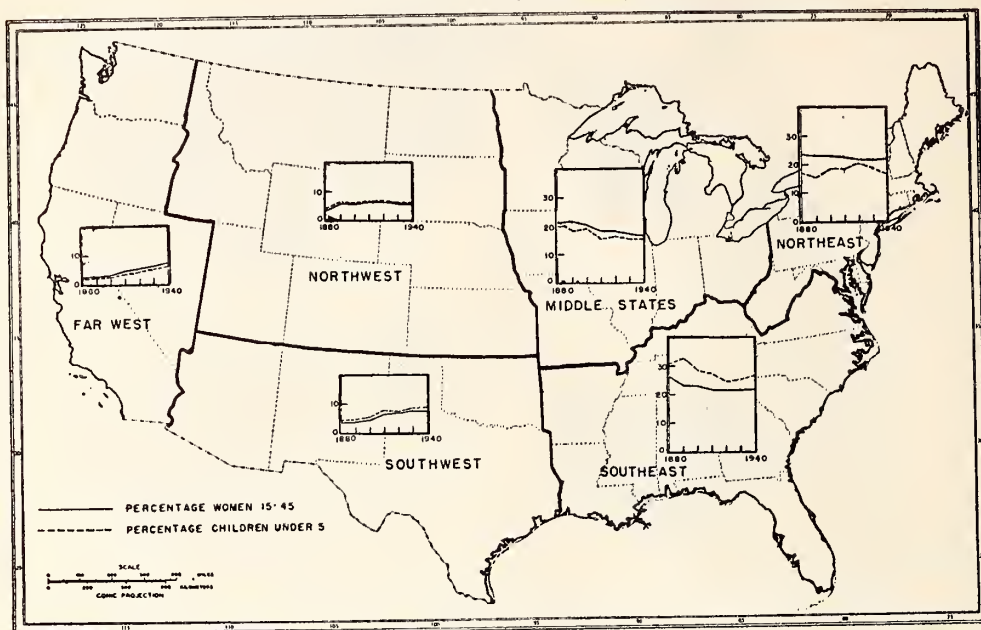 30
20
10
0
1880 1940
NORTHEAST
30
20
10
0
1880 1940
MIDDLE STATES
10
0
1880 1940
NORTHWEST
10
0
1900 1940
FAR WEST
30
20
10
0
1880 1940
SOUTHEAST
10
0
1880 1940
SOUTHWEST
PERCENTAGE WOMEN 15-45
PERCENTAGE CHILDREN UNDER 5
SCALE
MILES
KILOMETERS
CONIC PROJECTION